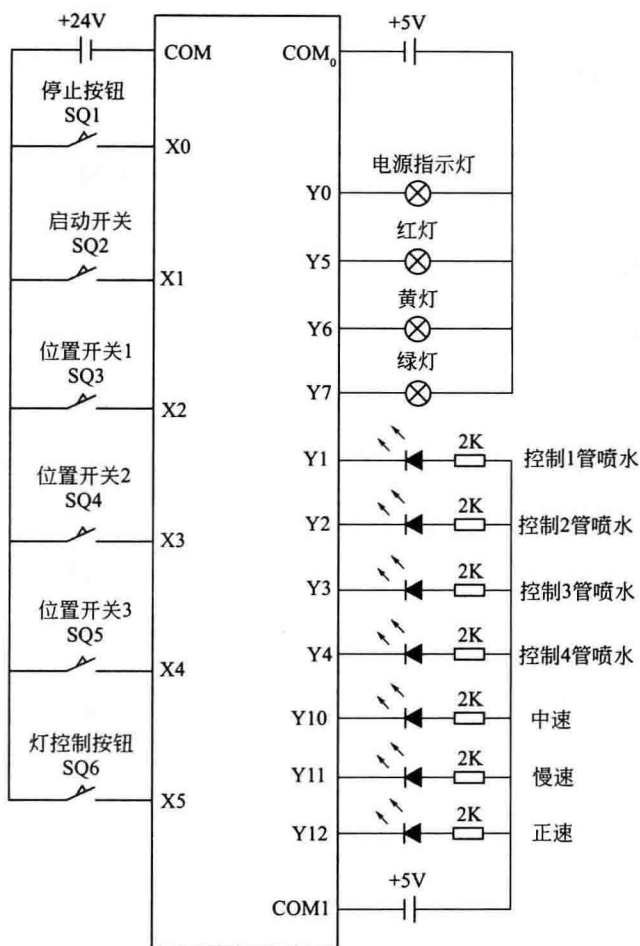 +24V
COM
停止按钮
SQ1
X0
启动开关
SQ2
X1
位置开关1
SQ3
X2
位置开关2
SQ4
X3
位置开关3
SQ5
X4
灯控制按钮
SQ6
X5
+5V
COM₀
电源指示灯
Y0
红灯
Y5
黄灯
Y6
绿灯
Y7
Y1 2K 控制1管喷水
Y2 2K 控制2管喷水
Y3 2K 控制3管喷水
Y4 2K 控制4管喷水
Y10 2K 中速
Y11 2K 慢速
Y12 2K 正速
+5V
COM1